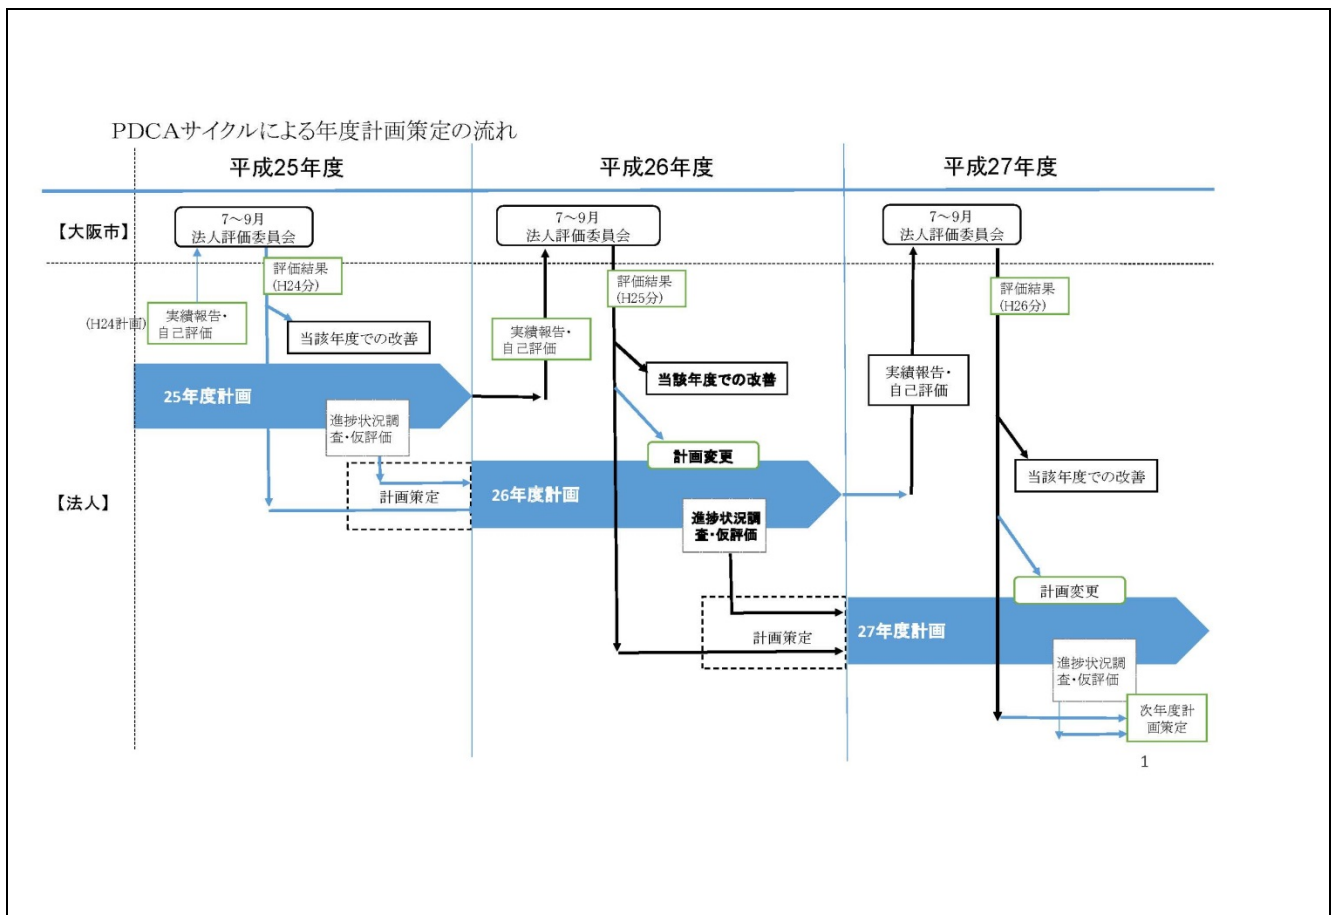 PDCAサイクルによる年度計画策定の流れ
平成25年度
平成26年度
平成27年度
【大阪市】
7～9月
法人評価委員会
7～9月
法人評価委員会
7～9月
法人評価委員会
評価結果
(H24分)
評価結果
(H25分)
評価結果
(H26分)
(H24計画)
実績報告・
自己評価
当該年度での改善
実績報告・
自己評価
当該年度での改善
実績報告・
自己評価
当該年度での改善
25年度計画
進捗状況調
査・仮評価
計画策定
【法人】
計画変更
26年度計画
進捗状況調
査・仮評価
計画策定
計画変更
27年度計画
進捗状況調
査・仮評価
次年度計
画策定
1